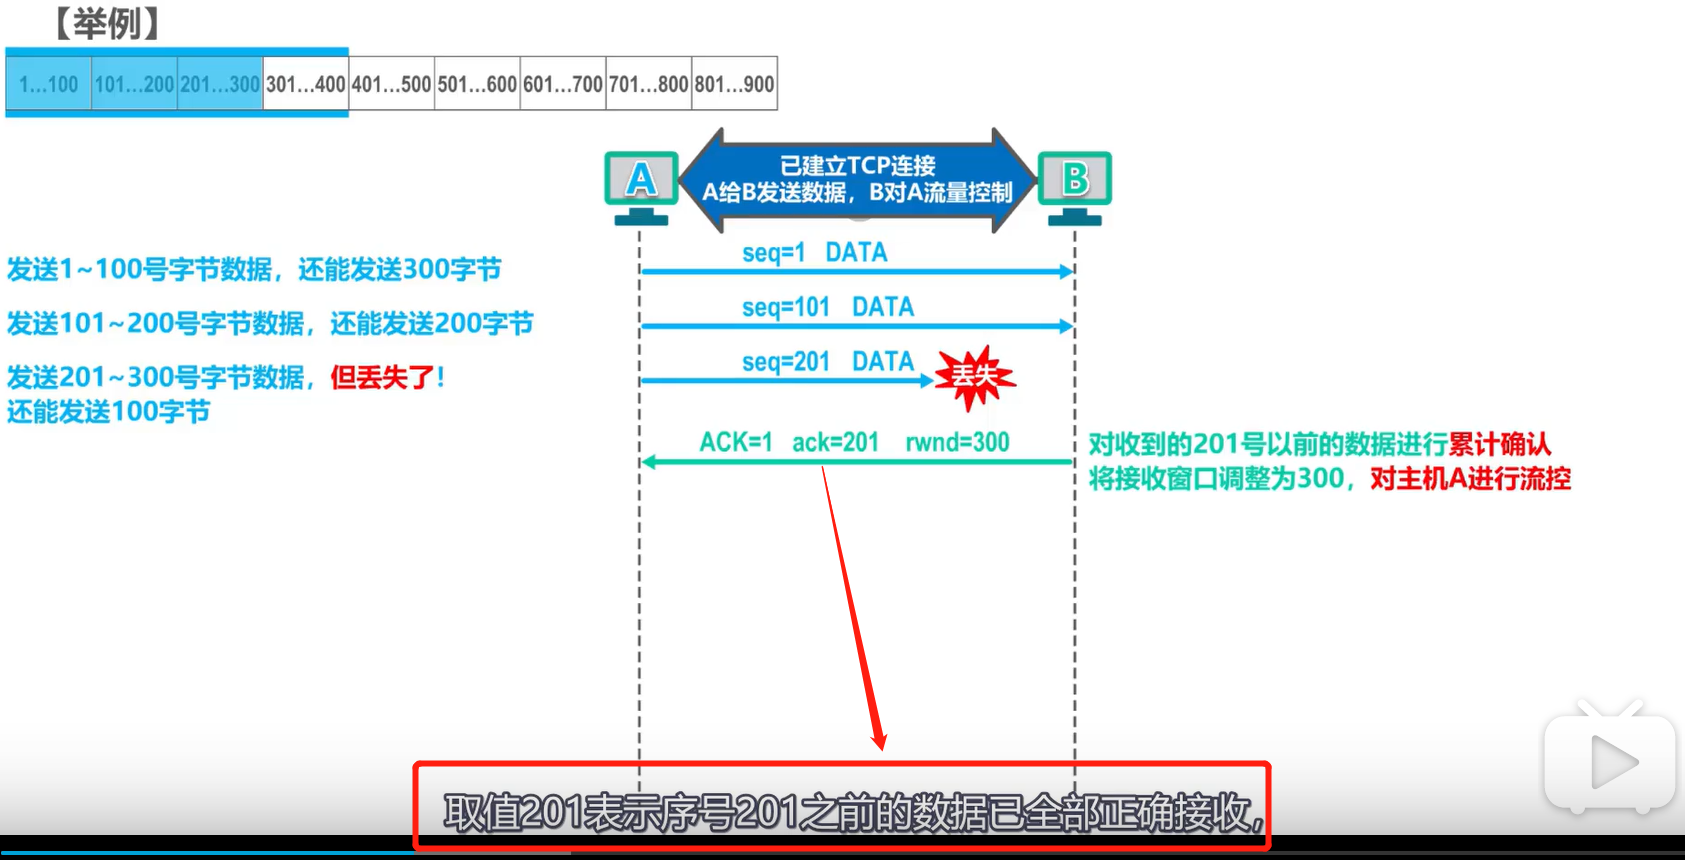 【举例】
1...100 101...200 201...300 301...400 401...500 501...600 601...700 701...800 801...900
A
已建立TCP连接
A给B发送数据，B对A流量控制
B
seq=1 DATA
发送1~100号字节数据，还能发送300字节
seq=101 DATA
发送101~200号字节数据，还能发送200字节
seq=201 DATA
丢失
发送201~300号字节数据，但丢失了！
还能发送100字节
ACK=1 ack=201 rwnd=300
对收到的201号以前的数据进行累计确认
将接收窗口调整为300，对主机A进行流控
取值201表示序号201之前的数据已全部正确接收，